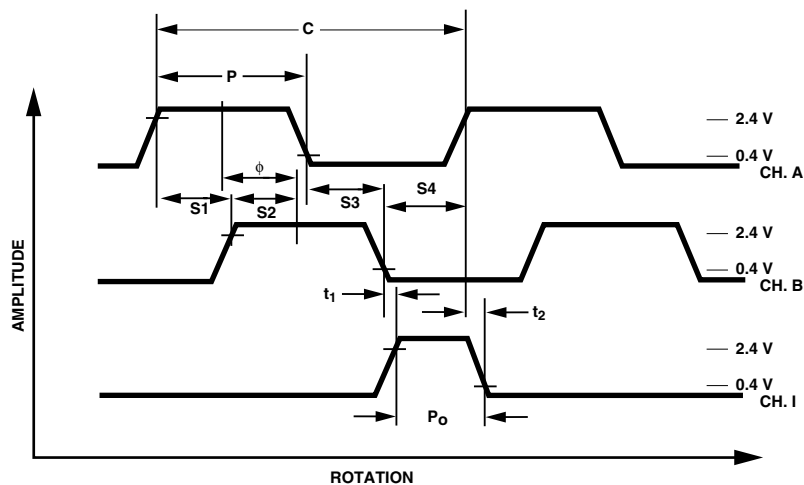 C
P
2.4 V
0.4 V
CH. A
ϕ
S1
S2
S3
S4
2.4 V
0.4 V
CH. B
t1
t2
2.4 V
0.4 V
CH. I
Po
AMPLITUDE
ROTATION